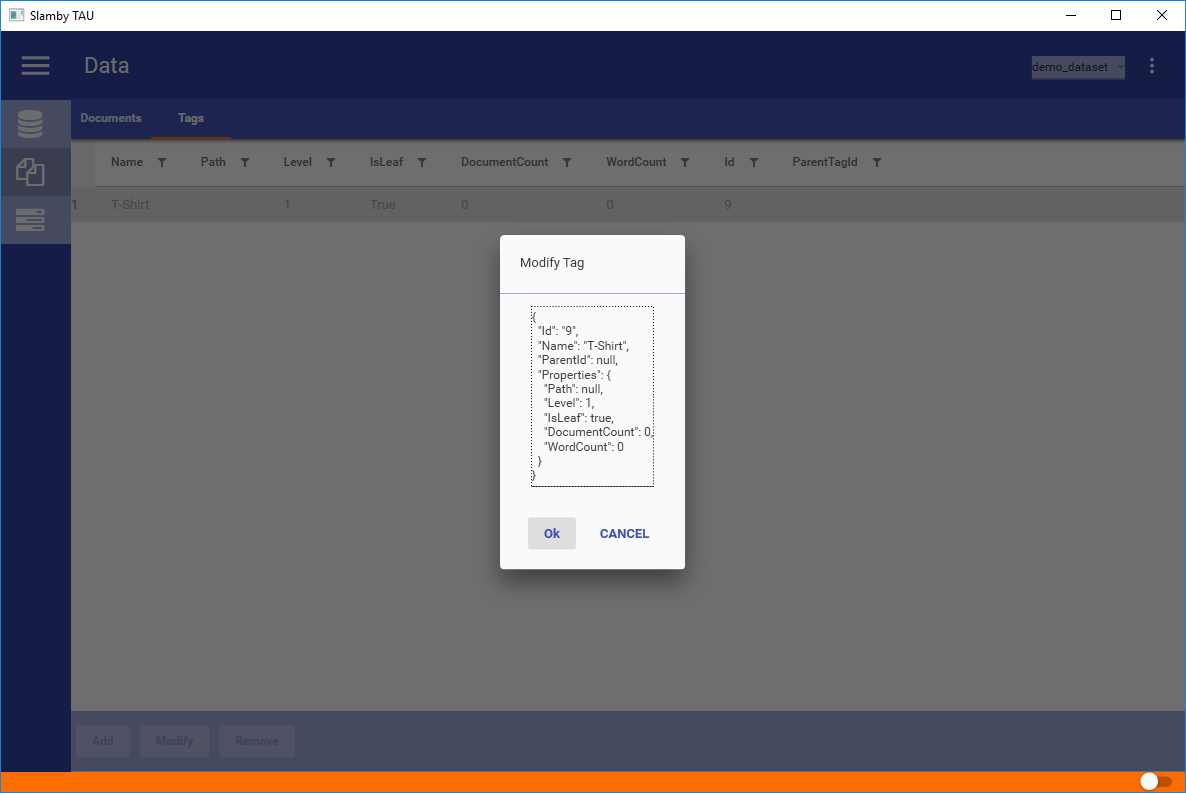 Slamby TAU
Data
demo_dataset
Documents Tags
Name Path Level IsLeaf DocumentCount WordCount Id ParentTagId
1 T-Shirt 1 True 0 0 9
Modify Tag
{
"Id": "9",
"Name": "T-Shirt",
"ParentId": null,
"Properties": {
"Path": null,
"Level": 1,
"IsLeaf": true,
"DocumentCount": 0,
"WordCount": 0
}
}
Ok CANCEL
Add Modify Remove